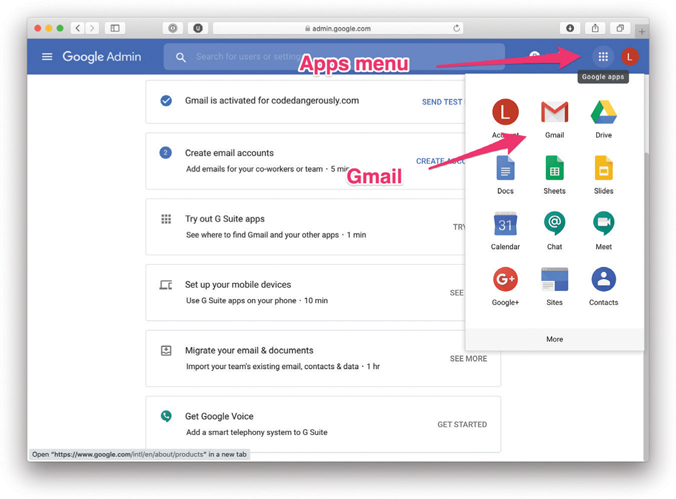 admin.google.com
Google Admin
Search for users or settin
Apps menu
L
Google apps
Gmail is activated for codedangerously.com
SEND TEST
2
Create email accounts
Add emails for your co-workers or team · 5 min
CREATE ACCO
Gmail
Try out G Suite apps
See where to find Gmail and your other apps · 1 min
TRY
Set up your mobile devices
Use G Suite apps on your phone · 10 min
SEE
Migrate your email & documents
Import your team's existing email, contacts & data · 1 hr
SEE MORE
Get Google Voice
Add a smart telephony system to G Suite
GET STARTED
L
Gmail
Drive
Docs
Sheets
Slides
31
Calendar
Chat
Meet
G+
Google+
Sites
Contacts
More
Open "https://www.google.com/intl/en/about/products" in a new tab